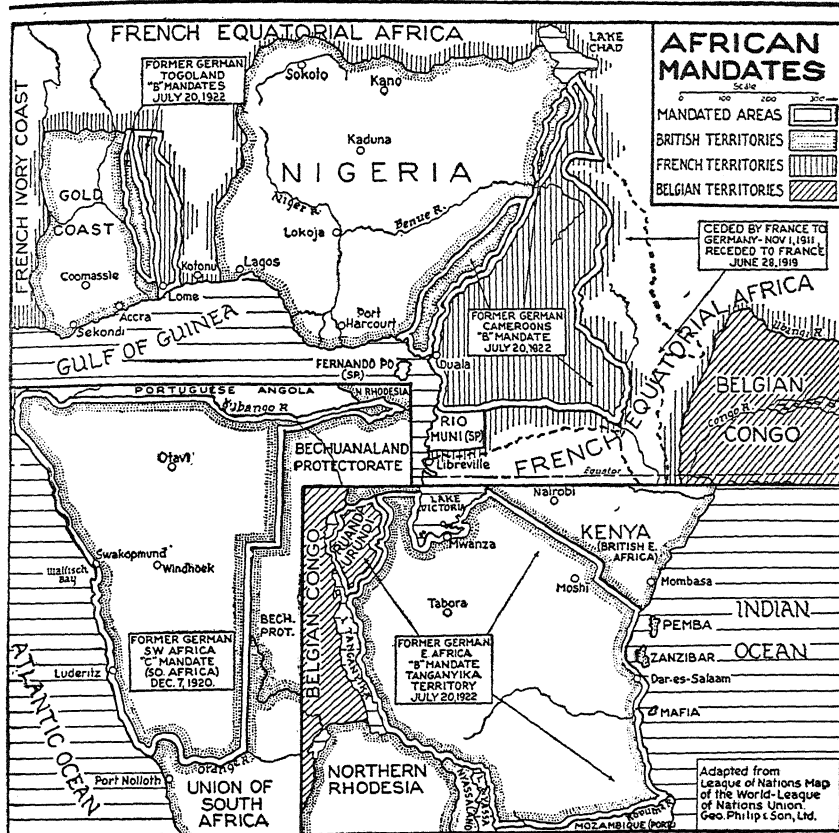 FRENCH EQUATORIAL AFRICA
LAKE
CHAD
AFRICAN
MANDATES
Scale
0 100 200 300
MANDATED AREAS
BRITISH TERRITORIES
FRENCH TERRITORIES
BELGIAN TERRITORIES
FORMER GERMAN
TOGOLAND
"B" MANDATES
JULY 20, 1922
FRENCH IVORY COAST
GOLD
COAST
Coomassie
Sekondi
Accra
Lome
Kotonu
Lagos
Sokoto
Kano
Kaduna
NIGERIA
Niger R.
Benue R.
Lokoja
Port
Harcourt
GULF OF GUINEA
FERNANDO PO
(SP.)
Duala
FORMER GERMAN
CAMEROONS
"B" MANDATE
JULY 20, 1922
CEDED BY FRANCE TO
GERMANY-NOV 1, 1911,
RECEDED TO FRANCE
JUNE 28, 1919
FRENCH EQUATORIAL AFRICA
Ubangi R.
BELGIAN
Congo R.
CONGO
RIO
MUNI (SP)
Libreville
Equator
PORTUGUESE ANGOLA
N. RHODESIA
Ubango R.
Otavi
BECHUANALAND
PROTECTORATE
Swakopmund
Windhoek
Walfisch
Bay
BECH.
PROT.
FORMER GERMAN
SW AFRICA
"C" MANDATE
(SO. AFRICA)
DEC. 7, 1920.
Luderitz
ATLANTIC OCEAN
Port Nolloth
Orange R.
UNION OF
SOUTH
AFRICA
BELGIAN CONGO
RUANDA
URUNDI
LAKE
VICTORIA
Mwanza
Nairobi
KENYA
(BRITISH E.
AFRICA)
Mombasa
Moshi
Tabora
L. TANGANYIKA
FORMER GERMAN
E AFRICA
"B" MANDATE
TANGANYIKA
TERRITORY
JULY 20, 1922
PEMBA
ZANZIBAR
Dar-es-Salaam
MAFIA
INDIAN
OCEAN
NORTHERN
RHODESIA
NYASSALAND
L. NYASSA
Rovuma R.
MOZAMBIQUE (PORT.)
Adapted from
League of Nations Map
of the World-League
of Nations Union.
Geo. Philip & Son, Ltd.